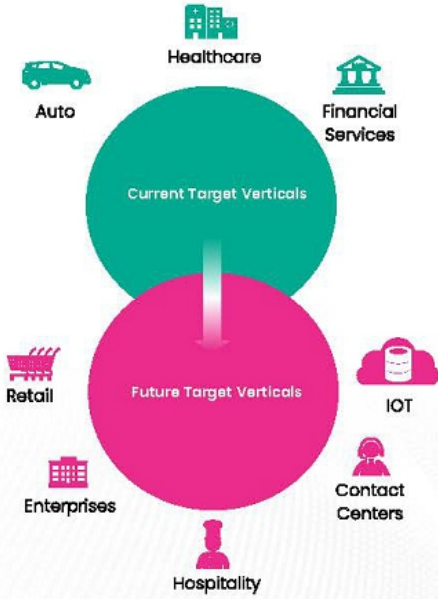 Healthcare
Auto
Financial
Services
Current Target Verticals
Future Target Verticals
Retail
IOT
Enterprises
Contact
Centers
Hospitality